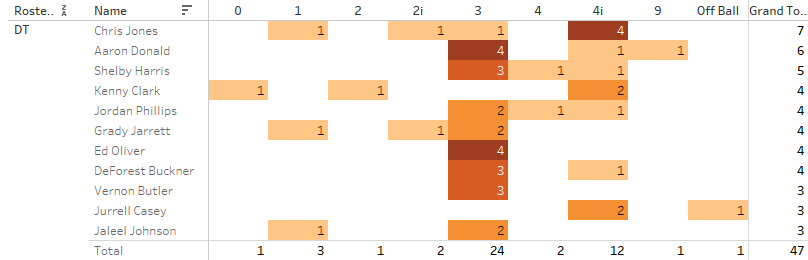 Roste.. Z A Name 0 1 2 2i 3 4 4i 9 Off Ball Grand To..
DT Chris Jones 1 1 1 4 7
Aaron Donald 4 1 1 6
Shelby Harris 3 1 1 5
Kenny Clark 1 1 2 4
Jordan Phillips 2 1 1 4
Grady Jarrett 1 1 2 4
Ed Oliver 4 4
DeForest Buckner 3 1 4
Vernon Butler 3 3
Jurrell Casey 2 1 3
Jaleel Johnson 1 2 3
Total 1 3 1 2 24 2 12 1 1 47